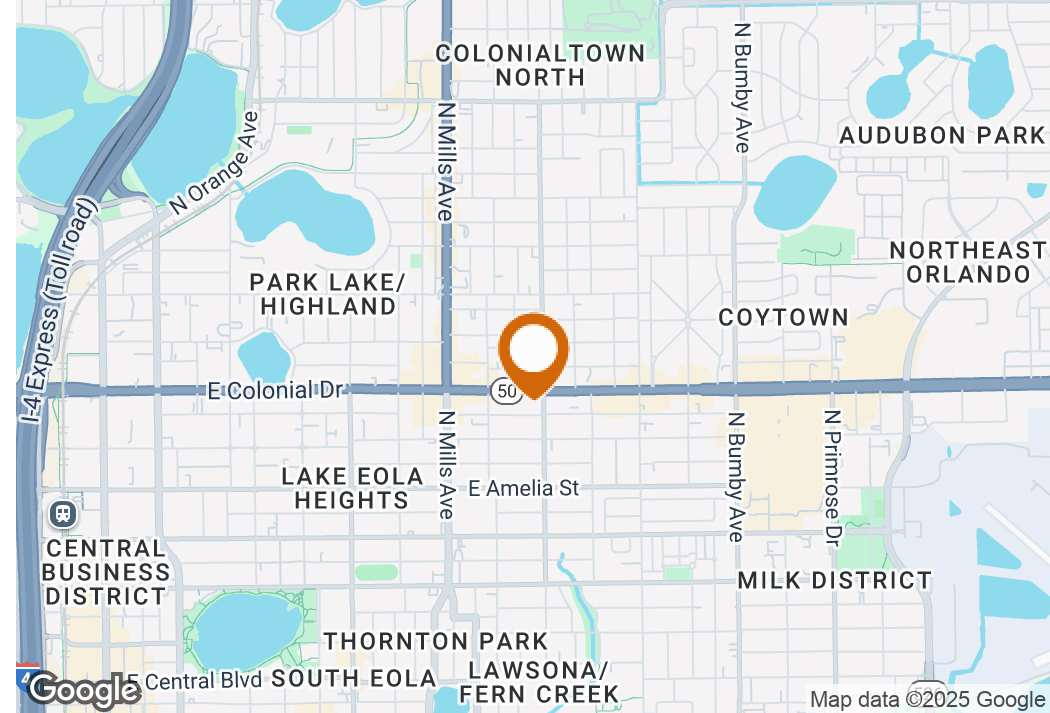 COLONIALTOWN
NORTH
N Bumby Ave
AUDUBON PARK
N Orange Ave
N Mills Ave
I-4 Express (Toll road)
PARK LAKE/
HIGHLAND
NORTHEAST
ORLANDO
COYTOWN
E Colonial Dr
50
N Mills Ave
N Bumby Ave
N Primrose Dr
LAKE EOLA
HEIGHTS
E Amelia St
CENTRAL
BUSINESS
DISTRICT
MILK DISTRICT
THORNTON PARK
LAWSONA/
FERN CREEK
SOUTH EOLA
E Central Blvd
4
Google
Map data ©2025 Google